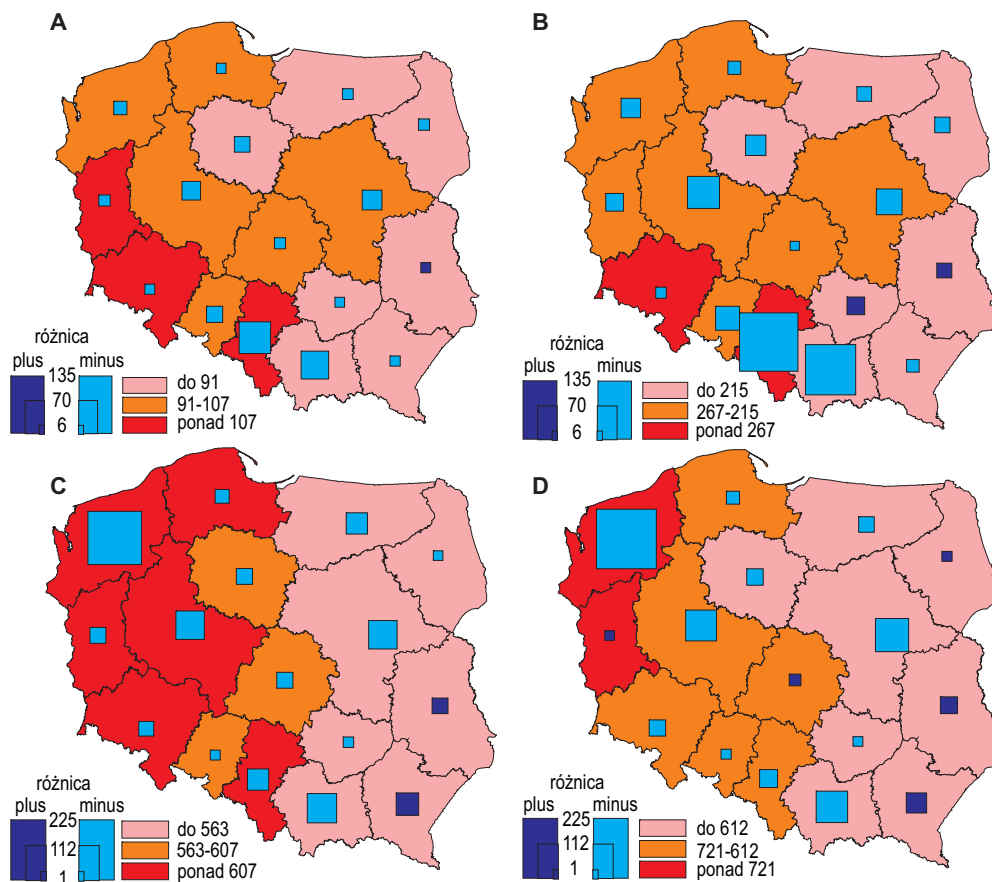 A
różnica
plus minus
135
70
6
do 91
91-107
ponad 107
B
różnica
plus minus
135
70
6
do 215
267-215
ponad 267
C
różnica
plus minus
225
112
1
do 563
563-607
ponad 607
D
różnica
plus minus
225
112
1
do 612
721-612
ponad 721